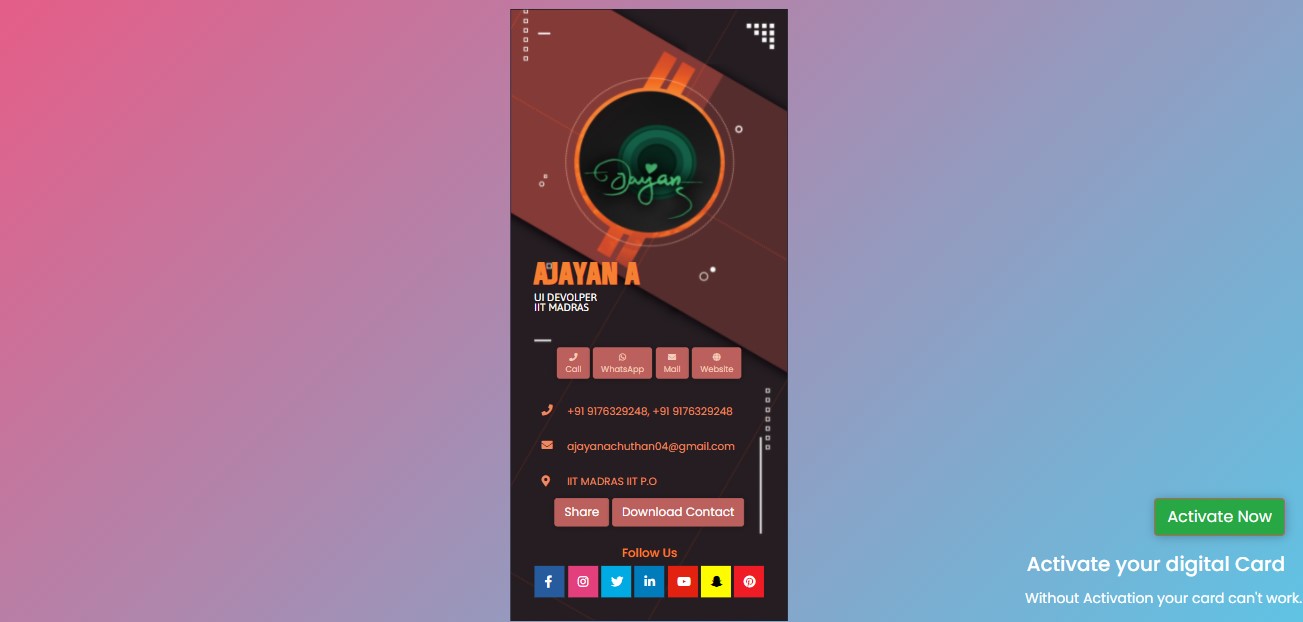 Jayan
AJAYAN A
UI DEVOLPER
IIT MADRAS
Call
WhatsApp
Mail
Website
+91 9176329248, +91 9176329248
ajayanachuthan04@gmail.com
IIT MADRAS IIT P.O
Share
Download Contact
Follow Us
Activate Now
Activate your digital Card
Without Activation your card can't work.